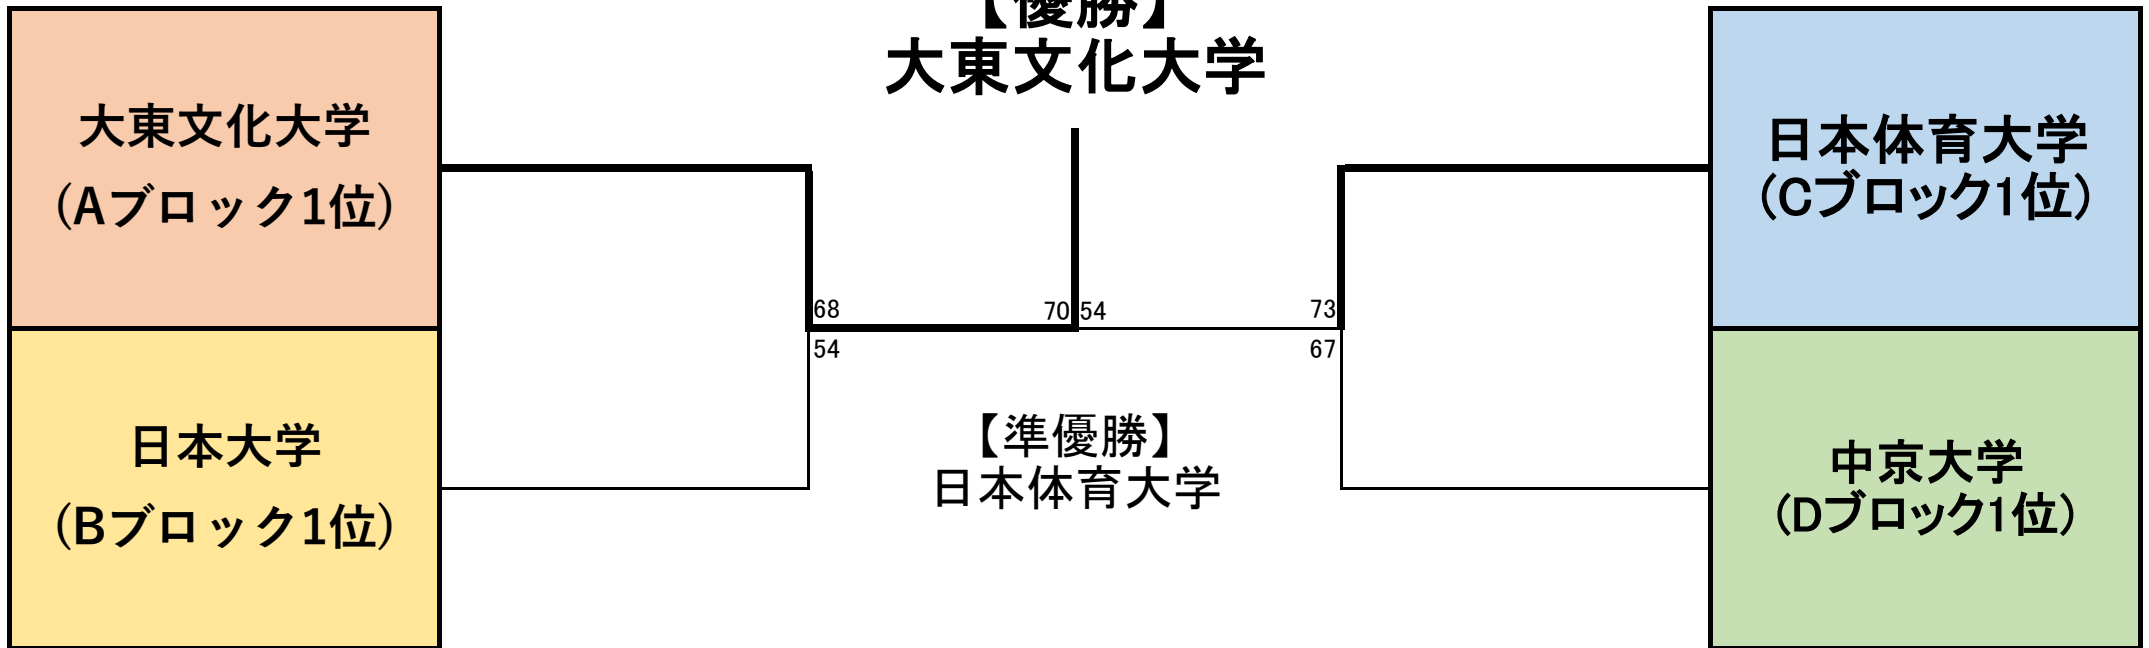 【優勝】
大東文化大学
大東文化大学
(Aブロック1位)
日本体育大学
(Cブロック1位)
68
70
54
73
54
67
【準優勝】
日本体育大学
日本大学
(Bブロック1位)
中京大学
(Dブロック1位)